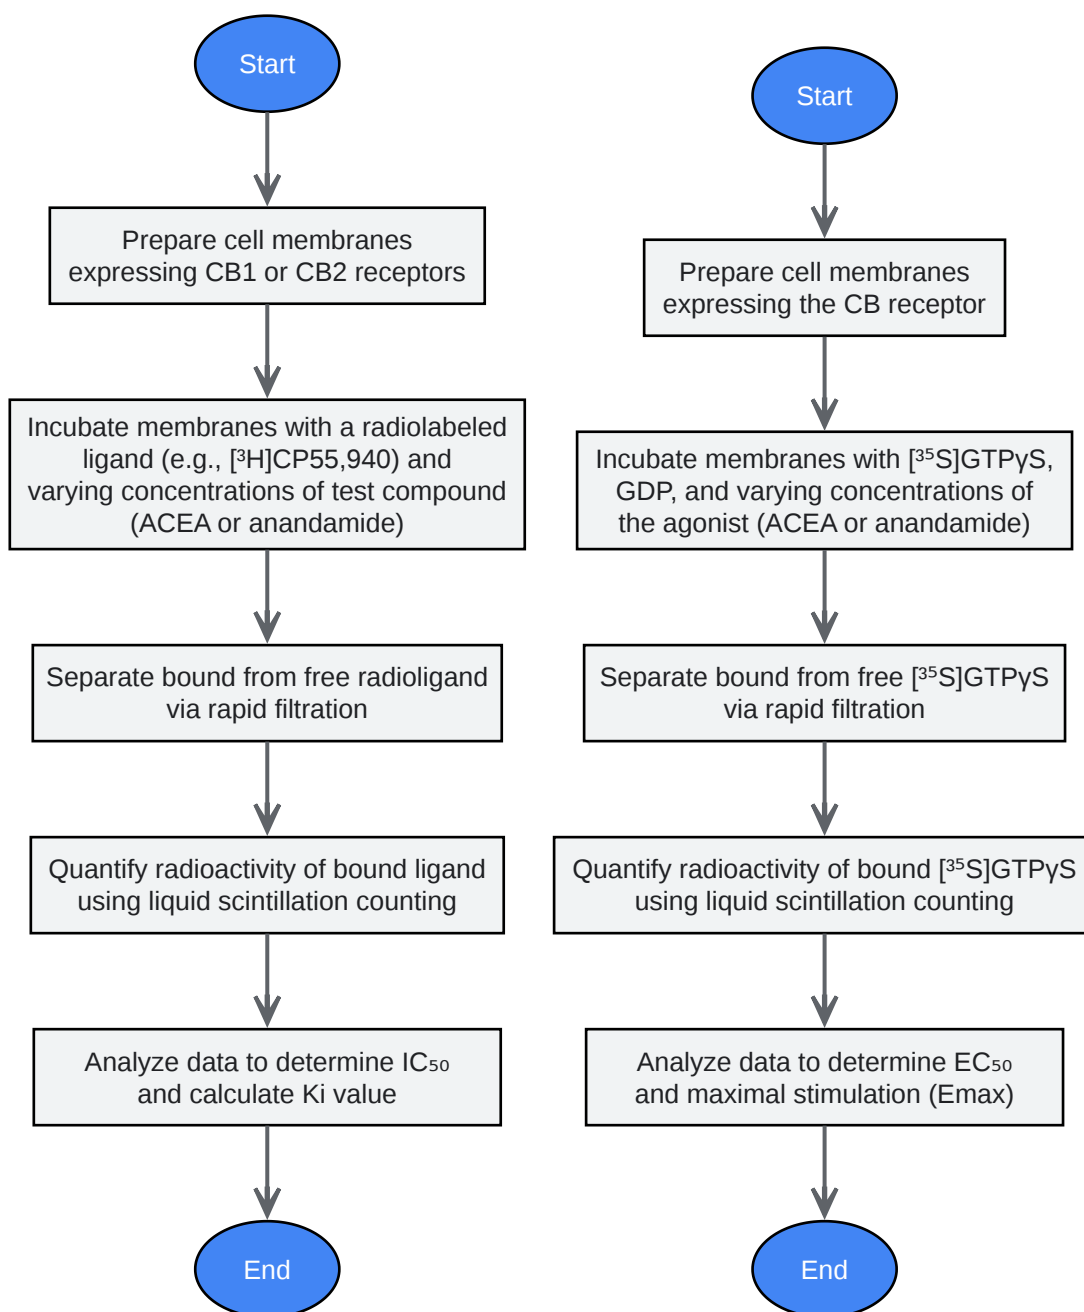 Start
Prepare cell membranes
expressing CB1 or CB2 receptors
Incubate membranes with a radiolabeled
ligand (e.g., [³H]CP55,940) and
varying concentrations of test compound
(ACEA or anandamide)
Separate bound from free radioligand
via rapid filtration
Quantify radioactivity of bound ligand
using liquid scintillation counting
Analyze data to determine IC₅₀
and calculate Ki value
End
Start
Prepare cell membranes
expressing the CB receptor
Incubate membranes with [³⁵S]GTPγS,
GDP, and varying concentrations of
the agonist (ACEA or anandamide)
Separate bound from free [³⁵S]GTPγS
via rapid filtration
Quantify radioactivity of bound [³⁵S]GTPγS
using liquid scintillation counting
Analyze data to determine EC₅₀
and maximal stimulation (Emax)
End